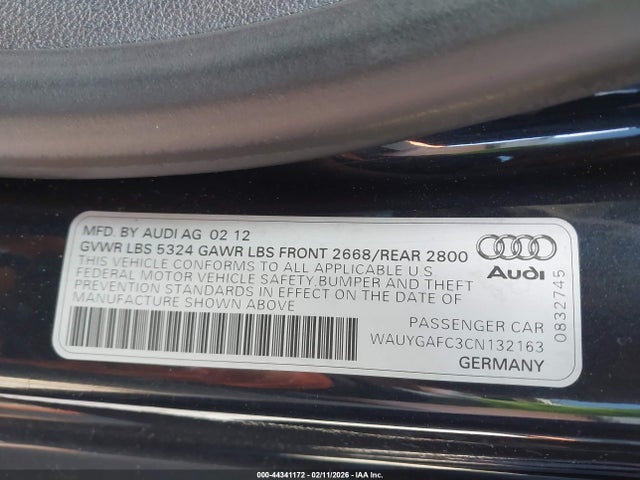 MFD. BY AUDI AG 02 12
GVWR LBS 5324 GAWR LBS FRONT 2668/REAR 2800
THIS VEHICLE CONFORMS TO ALL APPLICABLE U.S.
FEDERAL MOTOR VEHICLE SAFETY,BUMPER AND THEFT
PREVENTION STANDARDS IN EFFECT ON THE DATE OF
MANUFACTURE SHOWN ABOVE
Audi
0832745
PASSENGER CAR
WAUYGAFC3CN132163
GERMANY
000-44341172 - 02/11/2026 - IAA Inc.